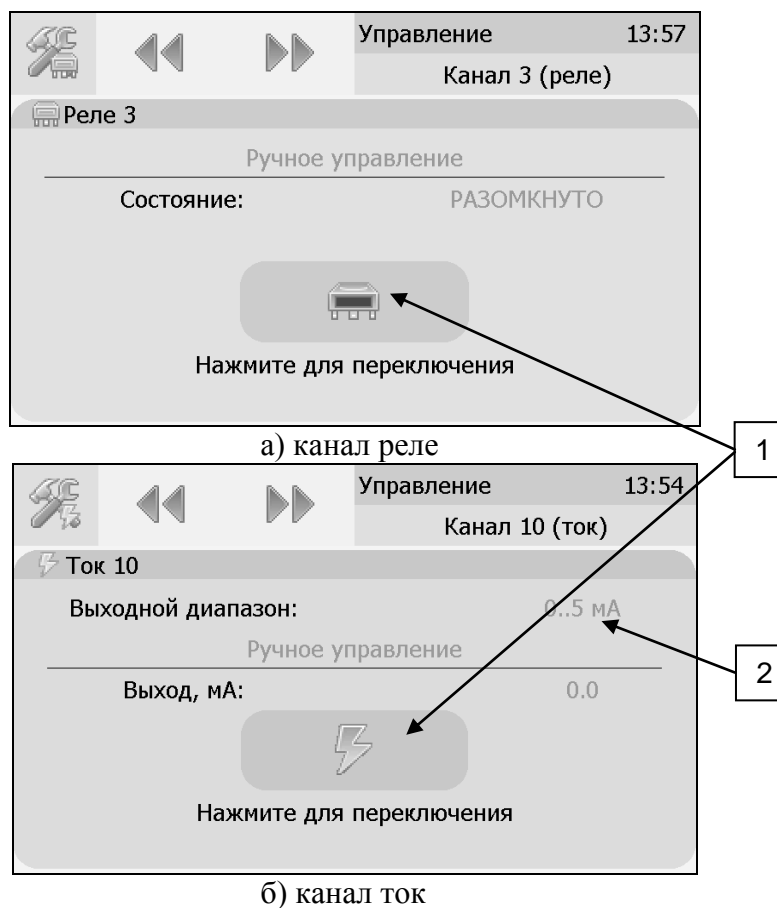 Управление 13:57
Канал 3 (реле)
Реле 3
Ручное управление
Состояние: РАЗОМКНУТО
Нажмите для переключения
а) канал реле
1
Управление 13:54
Канал 10 (ток)
Ток 10
Выходной диапазон: 0..5 мА
Ручное управление
2
Выход, мА: 0.0
Нажмите для переключения
б) канал ток